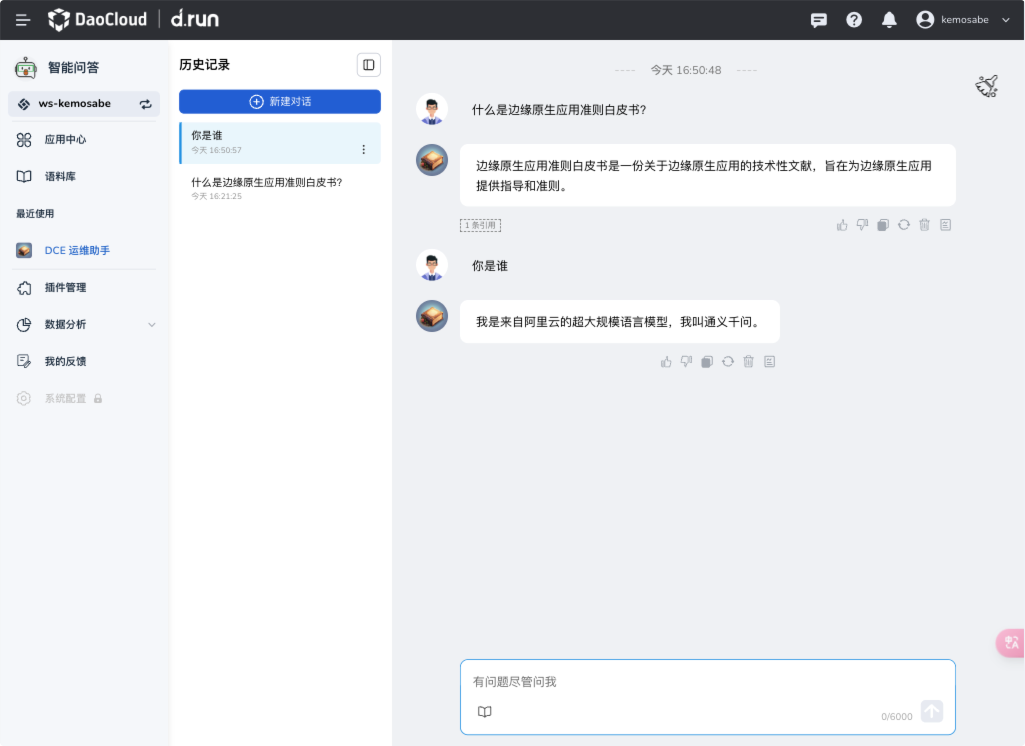 DaoCloud | d.run
kemosabe
智能问答
ws-kemosabe
应用中心
语料库
最近使用
DCE 运维助手
插件管理
数据分析
我的反馈
系统配置
历史记录
新建对话
你是谁
今天 16:50:57
什么是边缘原生应用准则白皮书?
今天 16:21:25
---- 今天 16:50:48 ----
什么是边缘原生应用准则白皮书?
边缘原生应用准则白皮书是一份关于边缘原生应用的技术性文献，旨在为边缘原生应用
提供指导和准则。
1 条引用
你是谁
我是来自阿里云的超大规模语言模型，我叫通义千问。
有问题尽管问我
0/6000
中
A